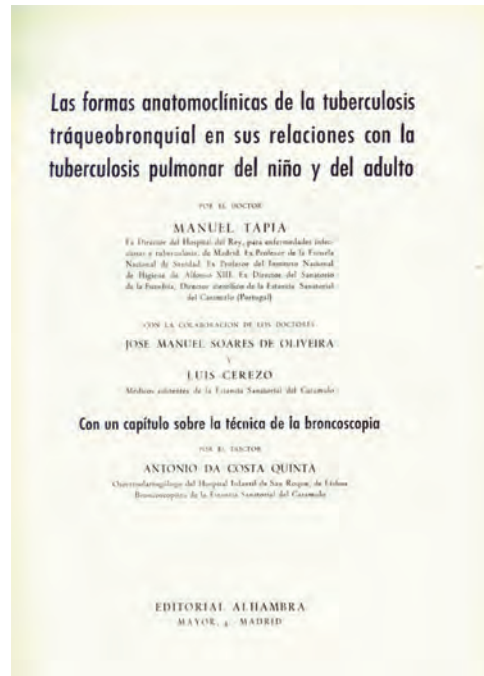 Las formas anatomoclínicas de la tuberculosis
tráqueobronquial en sus relaciones con la
tuberculosis pulmonar del niño y del adulto
POR EL DOCTOR
MANUEL TAPIA
Ex Director del Hospital del Rey, para enfermedades infec-
ciosas y tuberculosis, de Madrid. Ex Profesor de la Escuela
Nacional de Sanidad. Ex Profesor del Instituto Nacional
de Higiene de Alfonso XIII. Ex Director del Sanatorio
de la Fuenfría. Director científico de la Estancia Sanatorial
del Caramulo (Portugal)
CON LA COLABORACION DE LOS DOCTORES
JOSE MANUEL SOARES DE OLIVEIRA
Y
LUIS CEREZO
Médicos asistentes de la Estancia Sanatorial del Caramulo
Con un capítulo sobre la técnica de la broncoscopia
POR EL DOCTOR
ANTONIO DA COSTA QUINTA
Otorrinolaringólogo del Hospital Infantil de San Roque, de Lisboa
Broncoscopista de la Estancia Sanatorial del Caramulo
EDITORIAL ALHAMBRA
MAYOR, 4 MADRID